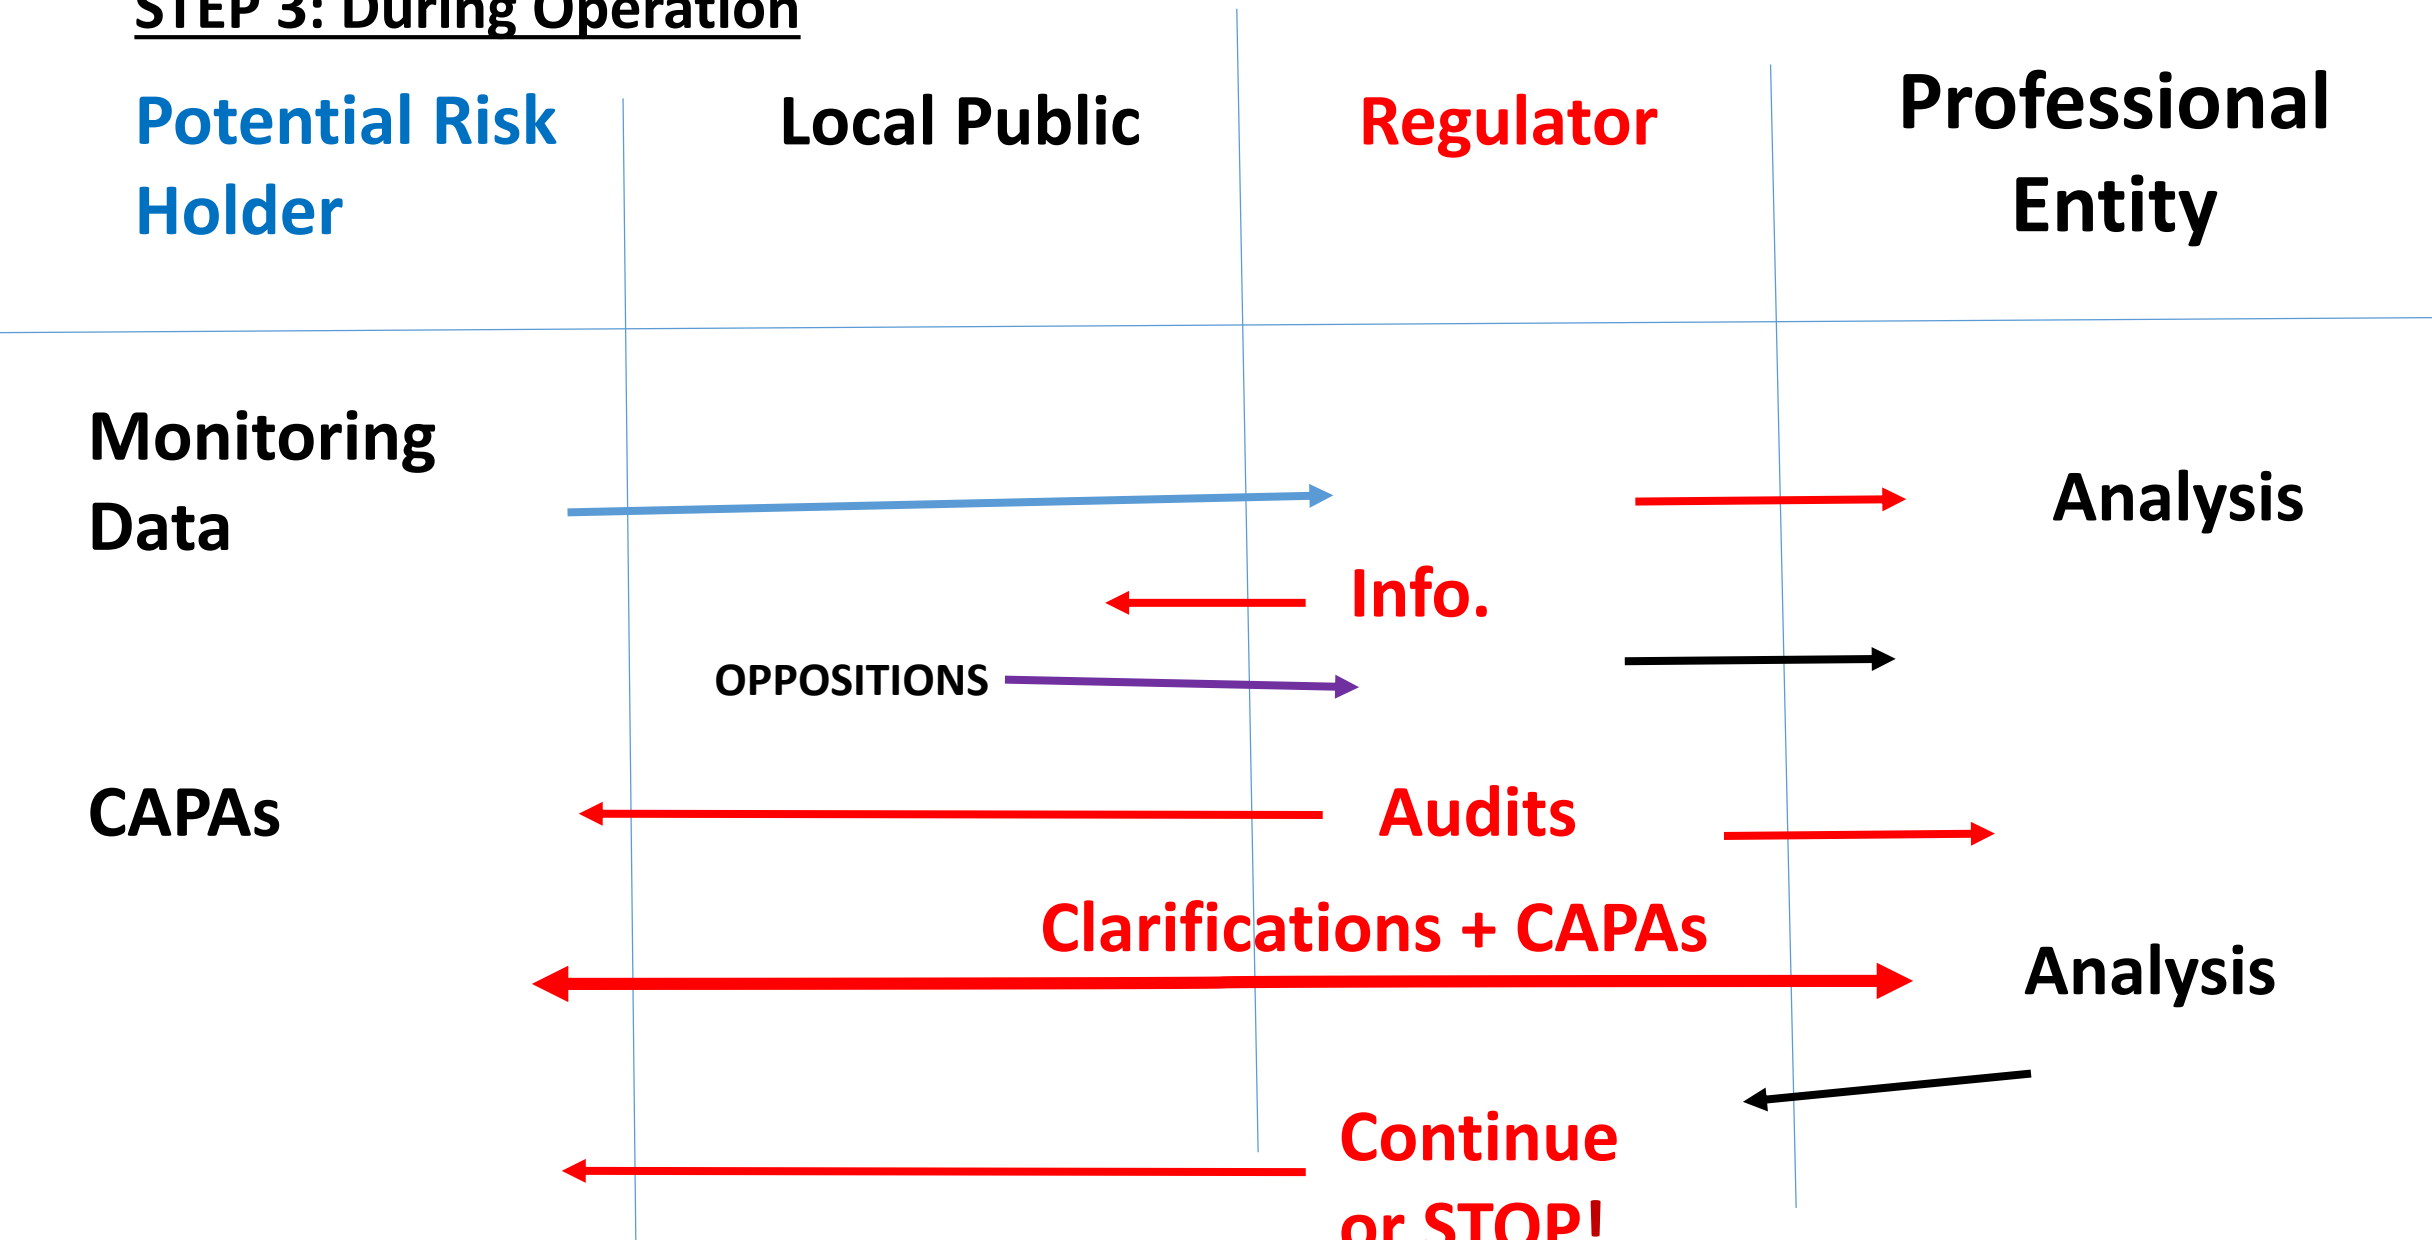 STEP 3: During Operation
Potential Risk
Holder
Local Public
Regulator
Professional
Entity
Monitoring
Data
Analysis
Info.
OPPOSITIONS
CAPAs
Audits
Clarifications + CAPAs
Analysis
Continue
or STOP!